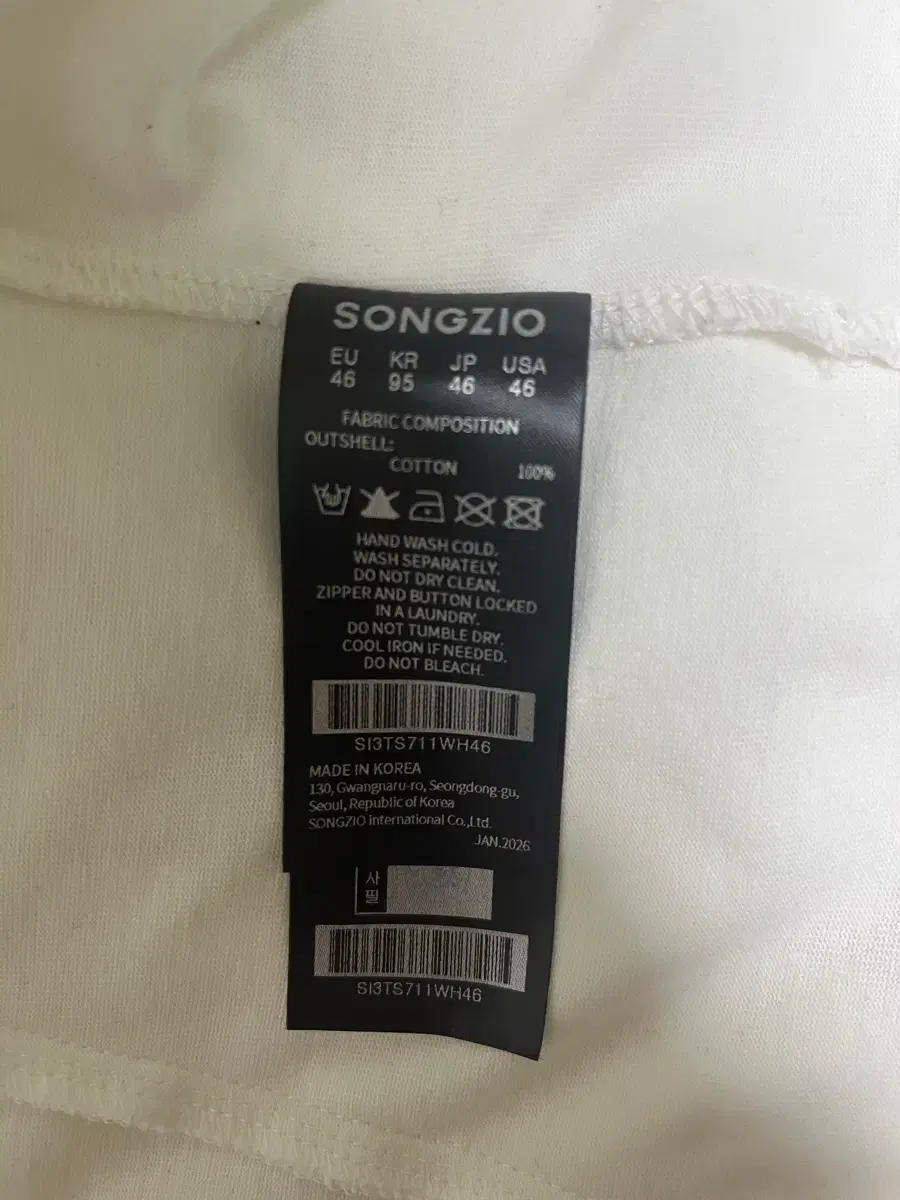 SONGZIO
EU KR JP USA
46 95 46 46
FABRIC COMPOSITION
OUTSHELL:
COTTON 100%
HAND WASH COLD.
WASH SEPARATELY.
DO NOT DRY CLEAN.
ZIPPER AND BUTTON LOCKED
IN A LAUNDRY.
DO NOT TUMBLE DRY.
COOL IRON IF NEEDED.
DO NOT BLEACH.
SI3TS711WH46
MADE IN KOREA
130, Gwangnaru-ro, Seongdong-gu,
Seoul, Republic of Korea
SONGZIO international Co.,Ltd.
JAN.2026
사
필
SI3TS711WH46